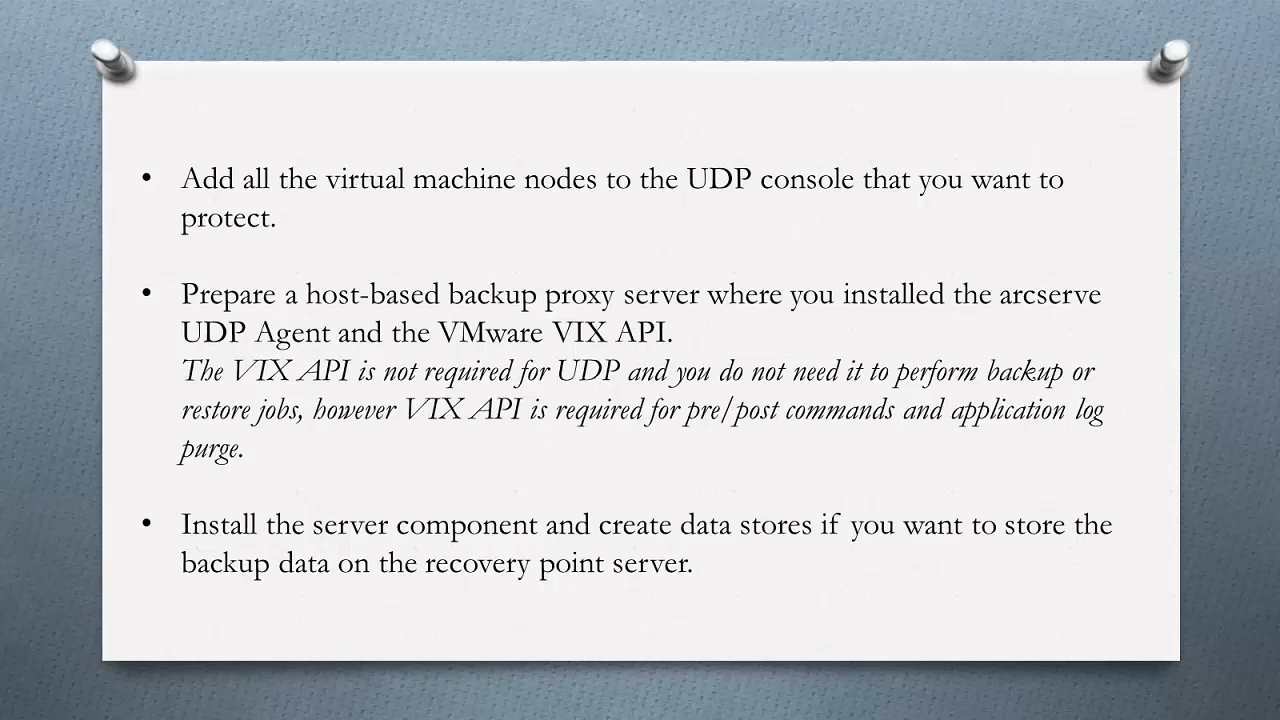 • Add all the virtual machine nodes to the UDP console that you want to
protect.
• Prepare a host-based backup proxy server where you installed the arcserve
UDP Agent and the VMware VIX API.
The VIX API is not required for UDP and you do not need it to perform backup or
restore jobs, however VIX API is required for pre/post commands and application log
purge.
• Install the server component and create data stores if you want to store the
backup data on the recovery point server.